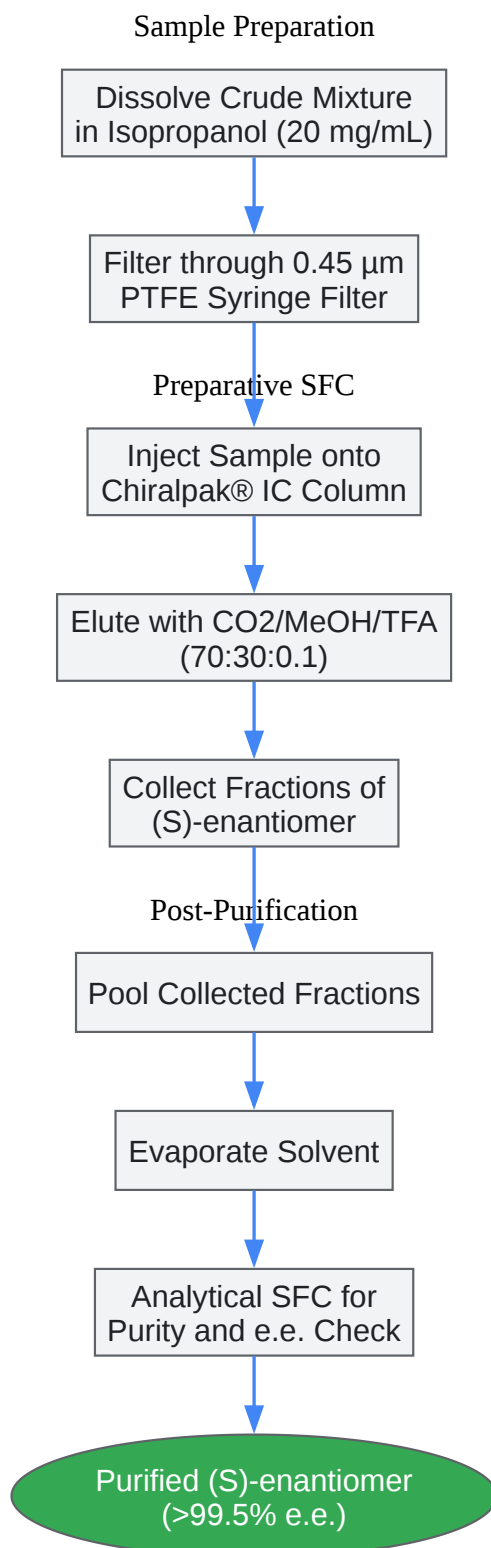 Sample Preparation
Dissolve Crude Mixture
in Isopropanol (20 mg/mL)
Filter through 0.45 µm
PTFE Syringe Filter
Preparative SFC
Inject Sample onto
Chiralpak® IC Column
Elute with CO2/MeOH/TFA
(70:30:0.1)
Collect Fractions of
(S)-enantiomer
Post-Purification
Pool Collected Fractions
Evaporate Solvent
Analytical SFC for
Purity and e.e. Check
Purified (S)-enantiomer
(>99.5% e.e.)